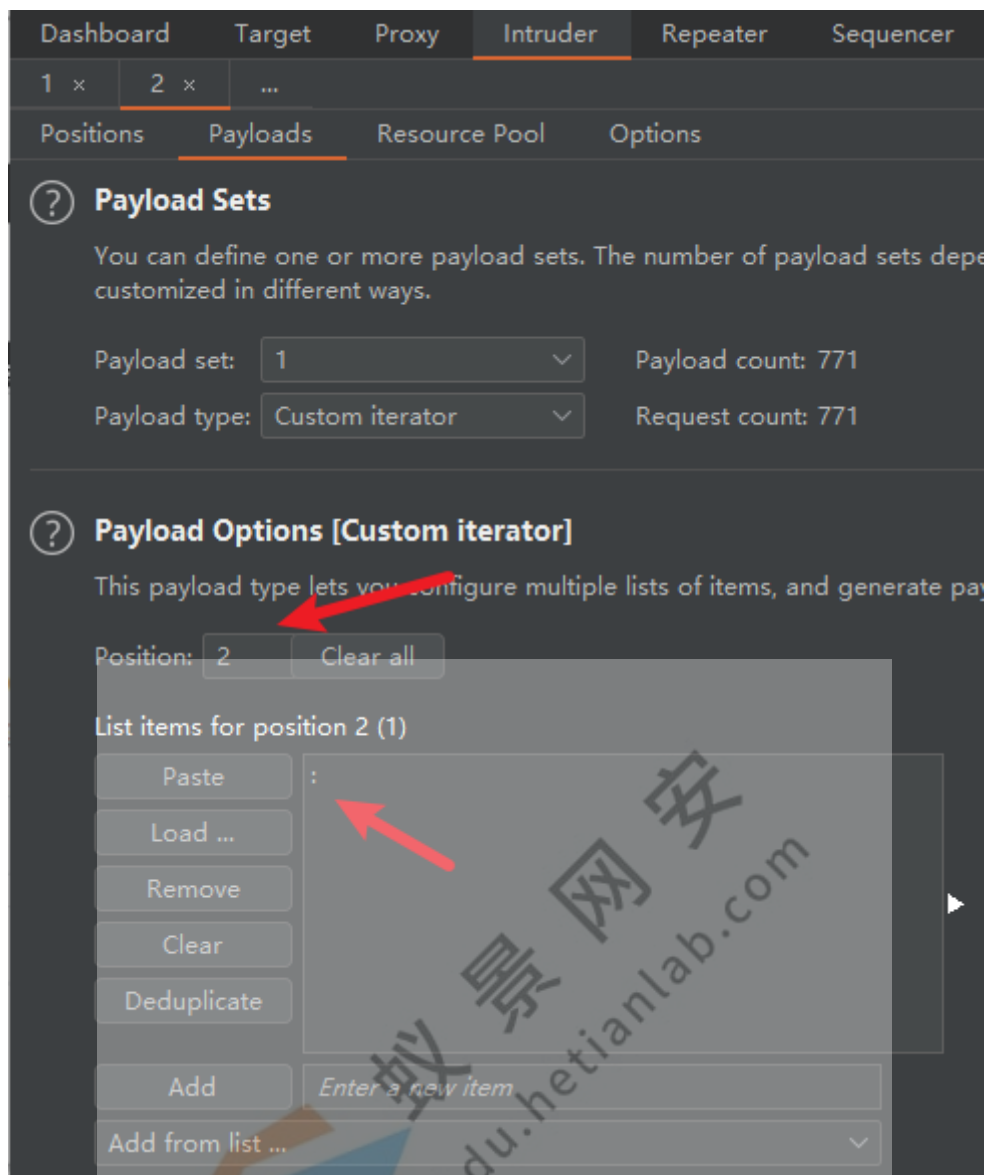 Dashboard Target Proxy Intruder Repeater Sequencer
1 × 2 × ...
Positions Payloads Resource Pool Options
? Payload Sets
You can define one or more payload sets. The number of payload sets
customized in different ways.
Payload set: 1 Payload count: 771
Payload type: Custom iterator Request count: 771
? Payload Options [Custom iterator]
This payload type lets you configure multiple lists of items, and generate
Position: 2 Clear all
List items for position 2 (1)
Paste :
Load ...
Remove
Clear
Deduplicate
Add Enter a new item
Add from list ...
蚁景网安
du.hetianlab.com